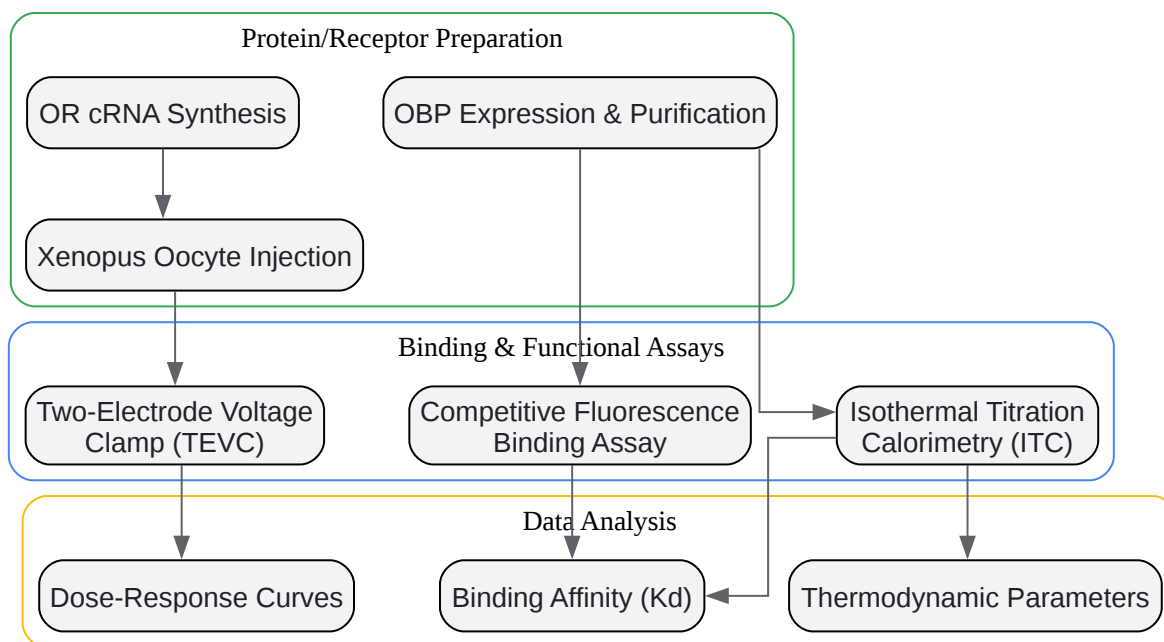 Protein/Receptor Preparation
OR cRNA Synthesis
OBP Expression & Purification
Xenopus Oocyte Injection
Binding & Functional Assays
Two-Electrode Voltage
Clamp (TEVC)
Competitive Fluorescence
Binding Assay
Isothermal Titration
Calorimetry (ITC)
Data Analysis
Dose-Response Curves
Binding Affinity (Kd)
Thermodynamic Parameters